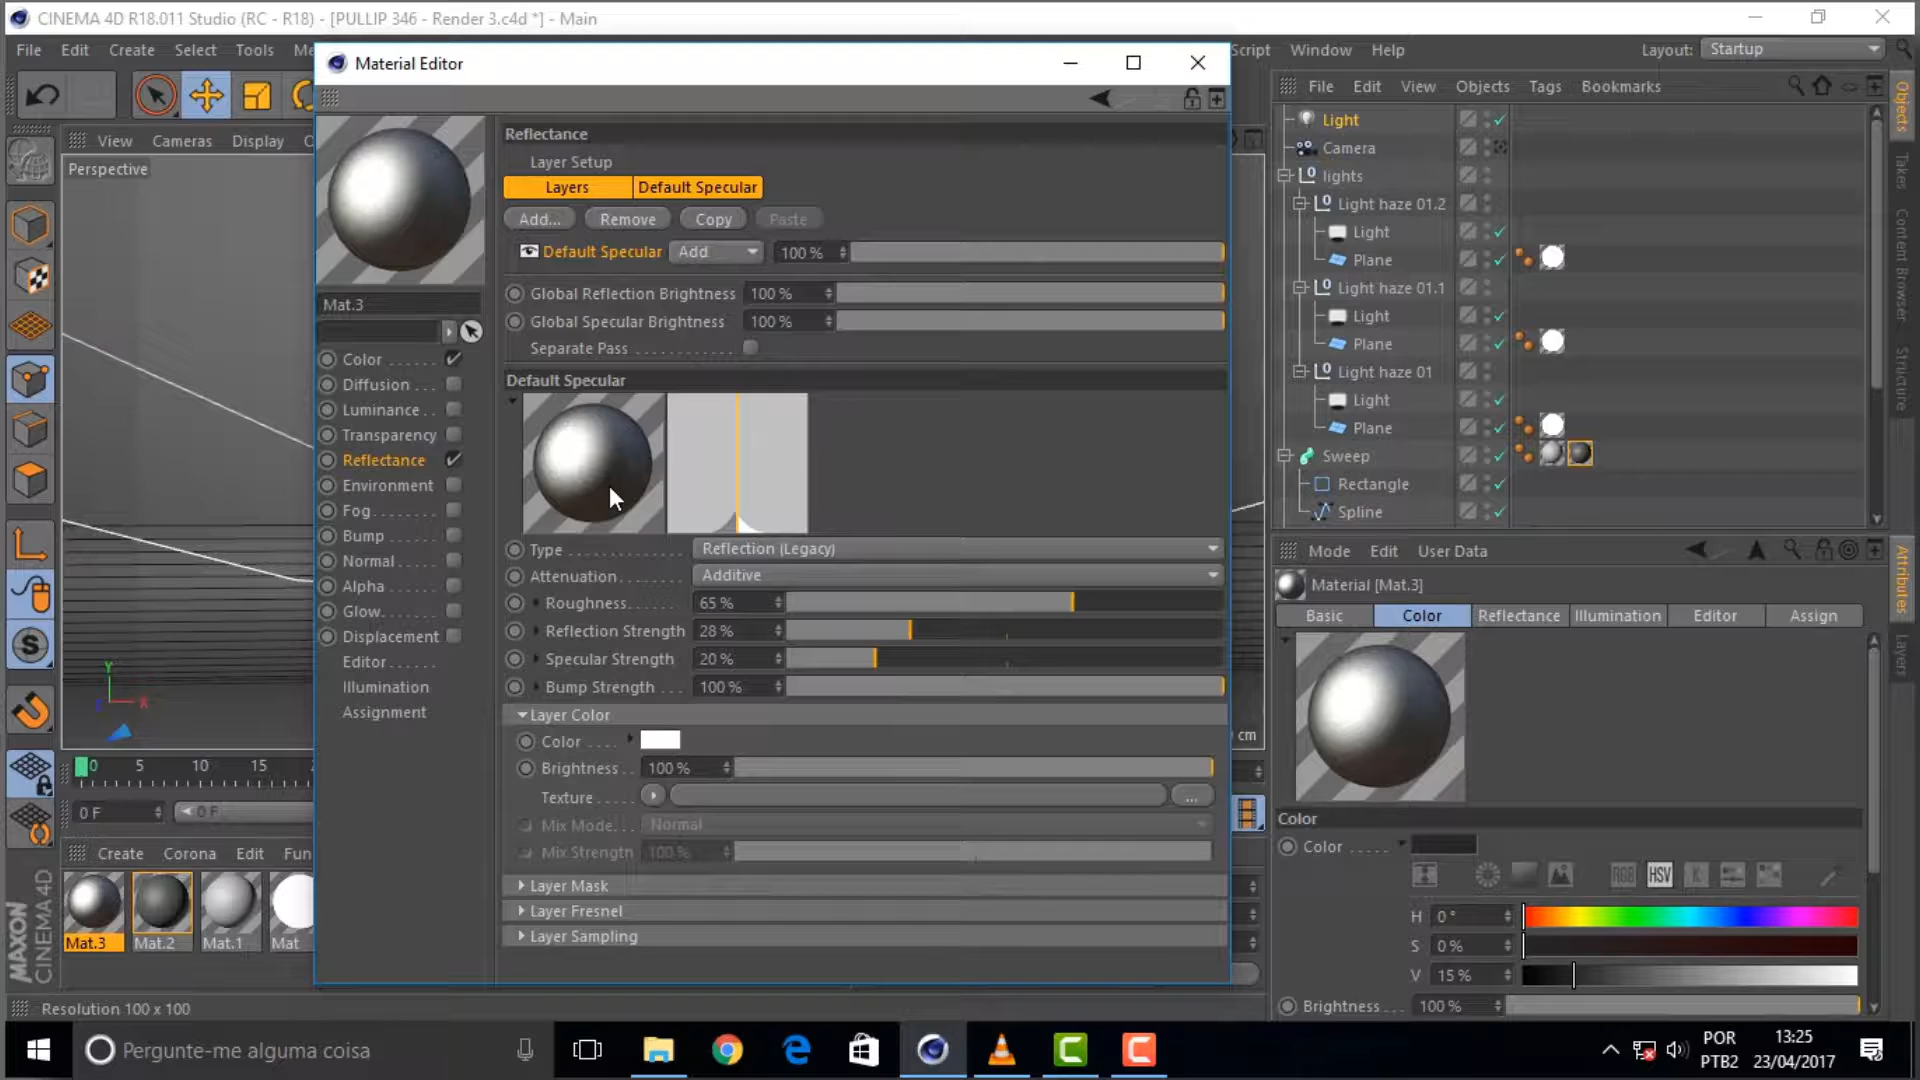 CINEMA 4D R18.011 Studio (RC - R18) - [PULLIP 346 - Render 3.c4d *] - Main
File Edit Create Select Tools Me
Script Window Help Layout: Startup
Material Editor
File Edit View Objects Tags Bookmarks
View Cameras Display O
Perspective
Reflectance
Layer Setup
Layers Default Specular
Add... Remove Copy Paste
Default Specular Add 100 %
Global Reflection Brightness 100 %
Global Specular Brightness 100 %
Separate Pass
Default Specular
Type Reflection (Legacy)
Attenuation Additive
Roughness 65 %
Reflection Strength 28 %
Specular Strength 20 %
Bump Strength 100 %
Layer Color
Color
Brightness 100 %
Texture ...
Mix Mode Normal
Mix Strength 100 %
Layer Mask
Layer Fresnel
Layer Sampling
Mat.3
Color
Diffusion
Luminance
Transparency
Reflectance
Environment
Fog
Bump
Normal
Alpha
Glow
Displacement
Editor
Illumination
Assignment
Y
X
0 5 10 15 2
0 F 0 F
cm
Create Corona Edit Fun
Mat.3 Mat.2 Mat.1 Mat
MAXON
CINEMA 4D
Resolution 100 x 100
Light
Camera
lights
Light haze 01.2
Light
Plane
Light haze 01.1
Light
Plane
Light haze 01
Light
Plane
Sweep
Rectangle
Spline
Objects
Takes
Content Browser
Structure
Attributes
Layers
Mode Edit User Data
Material [Mat.3]
Basic Color Reflectance Illumination Editor Assign
Color
Color
RGB HSV K
H 0 °
S 0 %
V 15 %
Brightness 100 %
Pergunte-me alguma coisa
POR
PTB2
13:25
23/04/2017